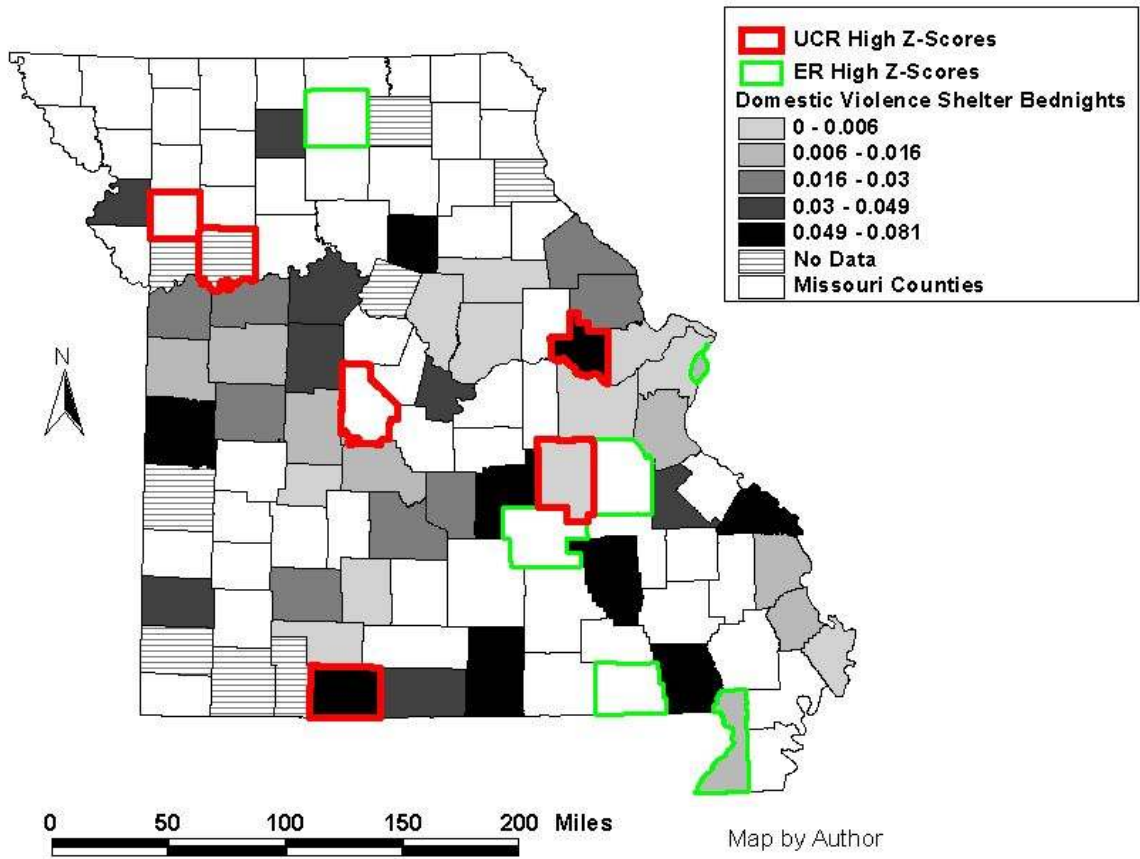 UCR High Z-Scores
ER High Z-Scores
Domestic Violence Shelter Bednights
0 - 0.006
0.006 - 0.016
0.016 - 0.03
0.03 - 0.049
0.049 - 0.081
No Data
Missouri Counties
N
0 50 100 150 200 Miles
Map by Author